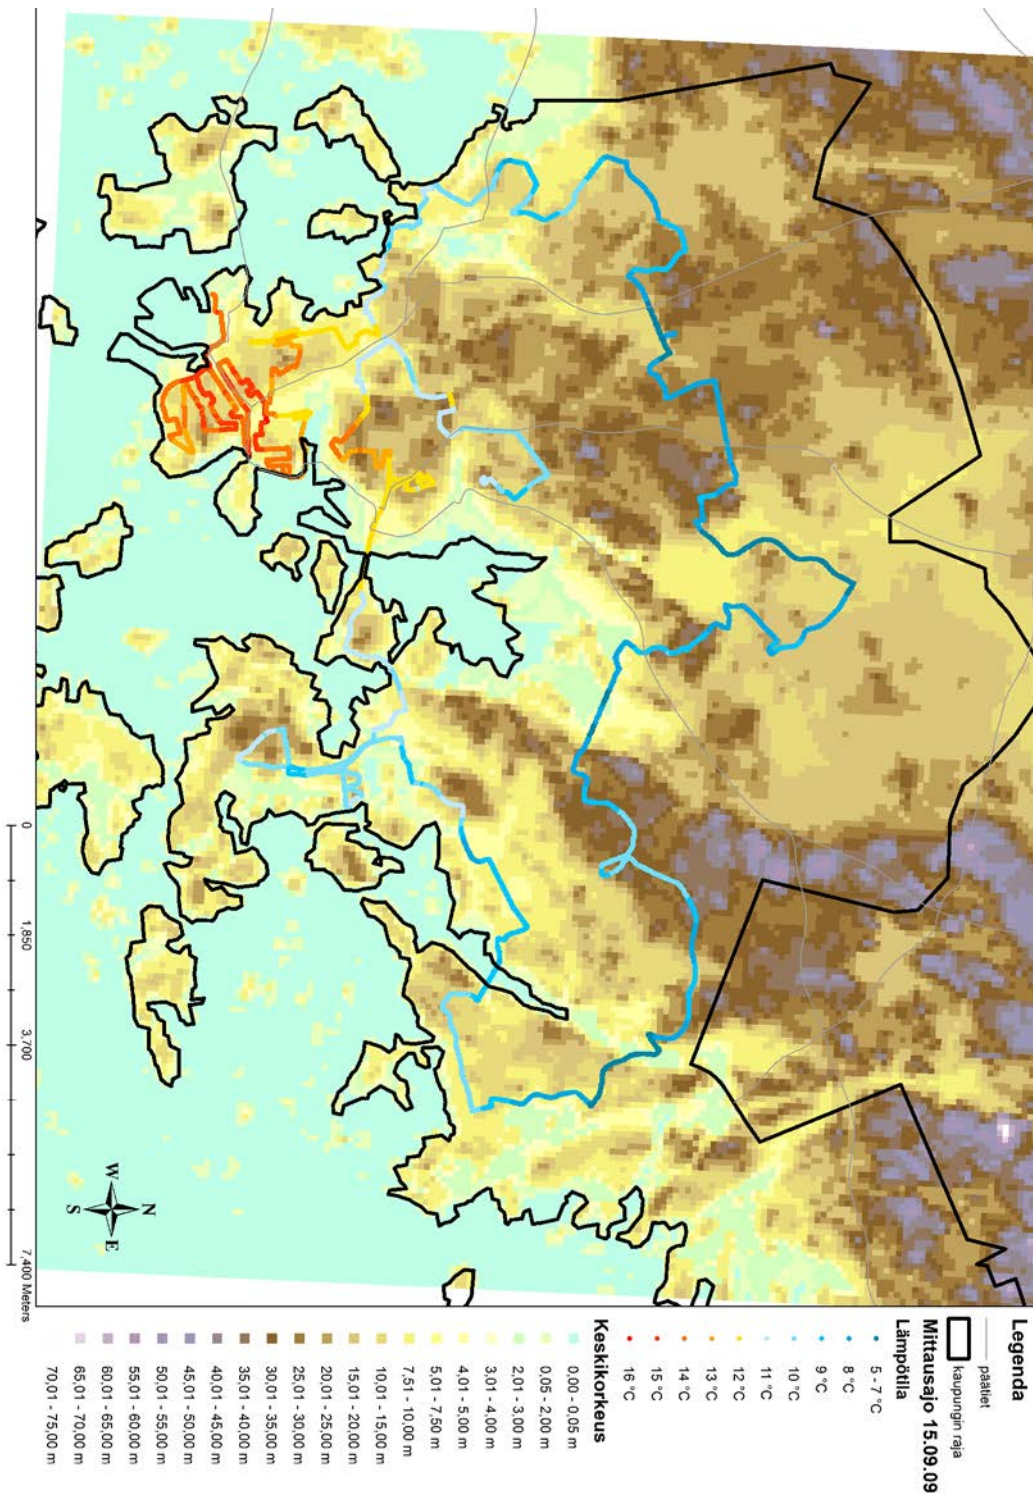 Legenda
päätiet
kaupungin raja
Mittausajo 15.09.09
Lämpötila
5 - 7 °C
8 °C
9 °C
10 °C
11 °C
12 °C
13 °C
14 °C
15 °C
16 °C
Keskikorkeus
0,00 - 0,05 m
0,05 - 2,00 m
2,01 - 3,00 m
3,01 - 4,00 m
4,01 - 5,00 m
5,01 - 7,50 m
7,51 - 10,00 m
10,01 - 15,00 m
15,01 - 20,00 m
20,01 - 25,00 m
25,01 - 30,00 m
30,01 - 35,00 m
35,01 - 40,00 m
40,01 - 45,00 m
45,01 - 50,00 m
50,01 - 55,00 m
55,01 - 60,00 m
60,01 - 65,00 m
65,01 - 70,00 m
70,01 - 75,00 m
N
W
E
S
0 1,850 3,700 7,400 Meters